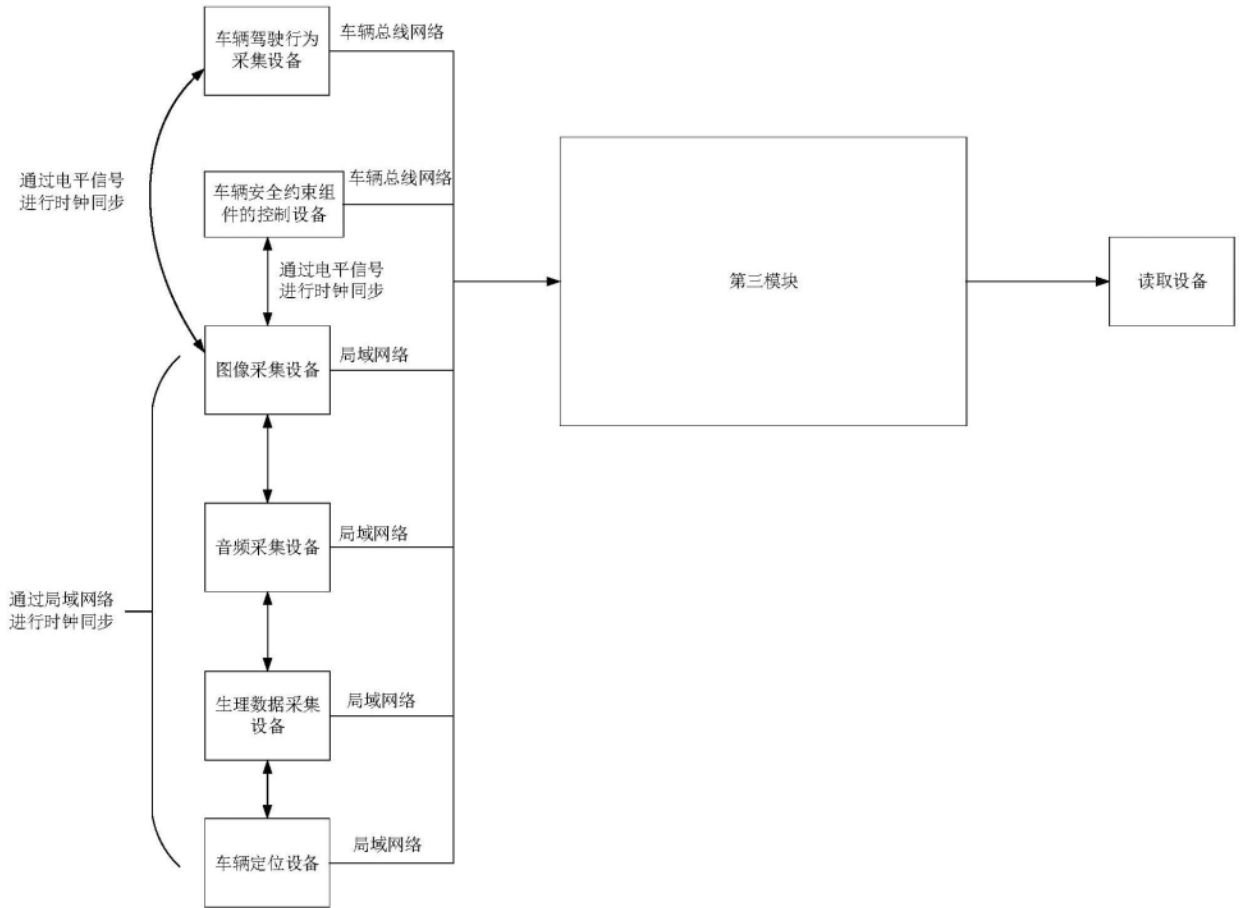 车辆驾驶行为
采集设备
车辆总线网络
通过电平信号
进行时钟同步
车辆安全约束组
件的控制设备
车辆总线网络
通过电平信号
进行时钟同步
第三模块
读取设备
图像采集设备
局域网络
音频采集设备
局域网络
通过局域网络
进行时钟同步
生理数据采集
设备
局域网络
车辆定位设备
局域网络